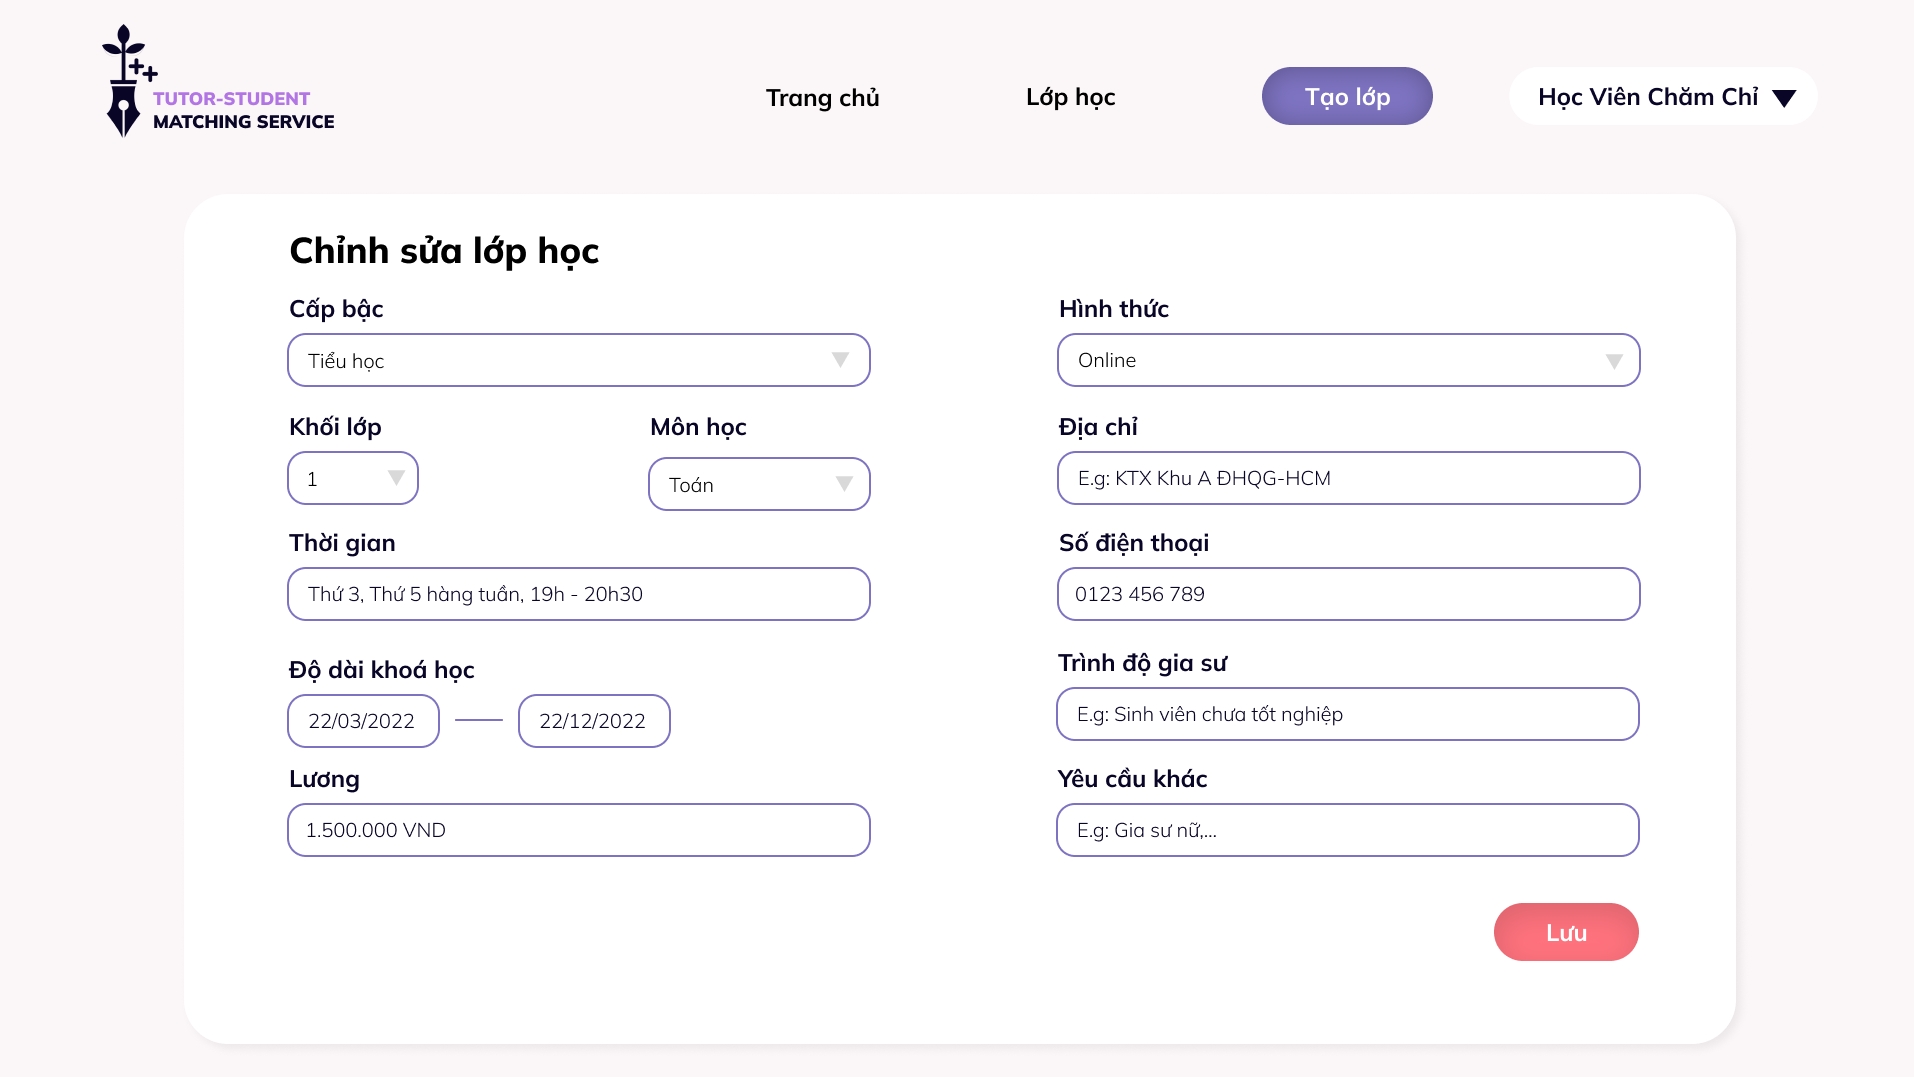 TUTOR-STUDENT
MATCHING SERVICE
Trang chủ
Lớp học
Tạo lớp
Học Viên Chăm Chỉ
Chỉnh sửa lớp học
Cấp bậc
Tiểu học
Khối lớp
Môn học
1
Toán
Thời gian
Thứ 3, Thứ 5 hàng tuần, 19h - 20h30
Độ dài khoá học
22/03/2022
22/12/2022
Lương
1.500.000 VND
Hình thức
Online
Địa chỉ
E.g: KTX Khu A ĐHQG-HCM
Số điện thoại
0123 456 789
Trình độ gia sư
E.g: Sinh viên chưa tốt nghiệp
Yêu cầu khác
E.g: Gia sư nữ,...
Lưu